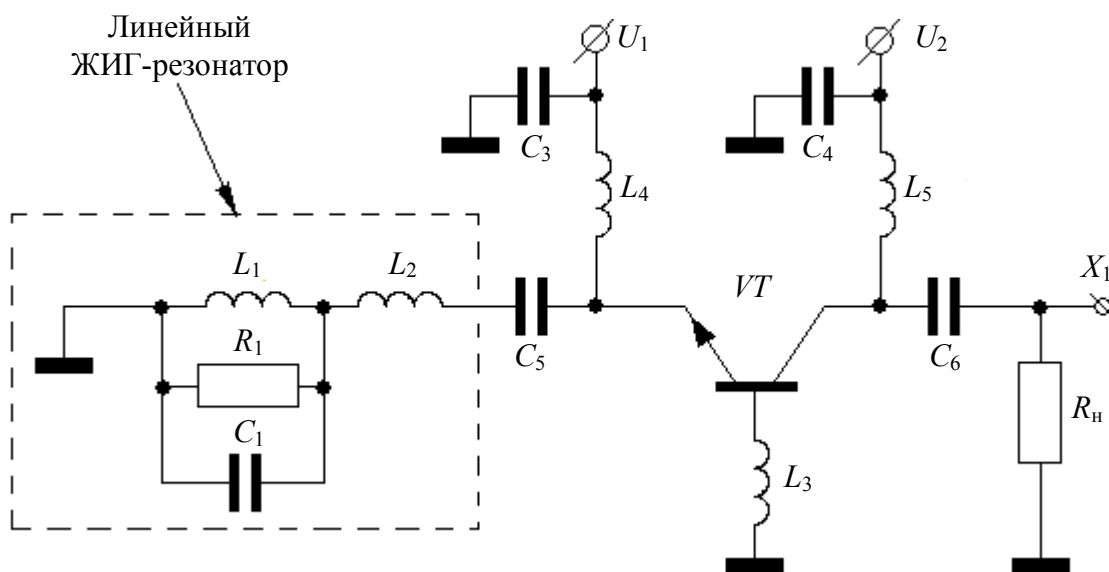 Линейный
ЖИГ-резонатор
U₁
U₂
C₃
C₄
L₄
L₅
L₁
L₂
VT
X₁
R₁
C₅
C₆
Rн
C₁
L₃